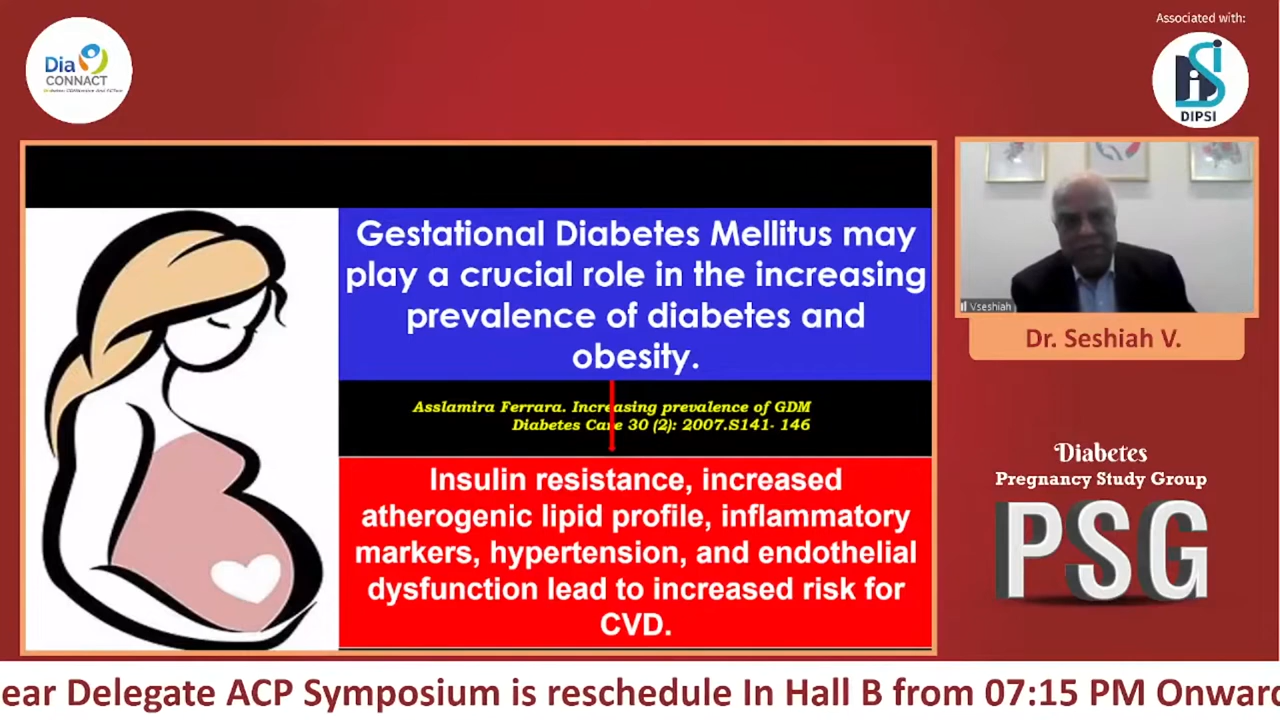 Dia
CONNACT
Associated with:
DIPSI
Gestational Diabetes Mellitus may
play a crucial role in the increasing
prevalence of diabetes and
obesity.
Asslamira Ferrara. Increasing prevalence of GDM
Diabetes Care 30 (2): 2007.S141- 146
Insulin resistance, increased
atherogenic lipid profile, inflammatory
markers, hypertension, and endothelial
dysfunction lead to increased risk for
CVD.
Vseshiah
Dr. Seshiah V.
Diabetes
Pregnancy Study Group
PSG
ear Delegate ACP Symposium is reschedule In Hall B from 07:15 PM Onward